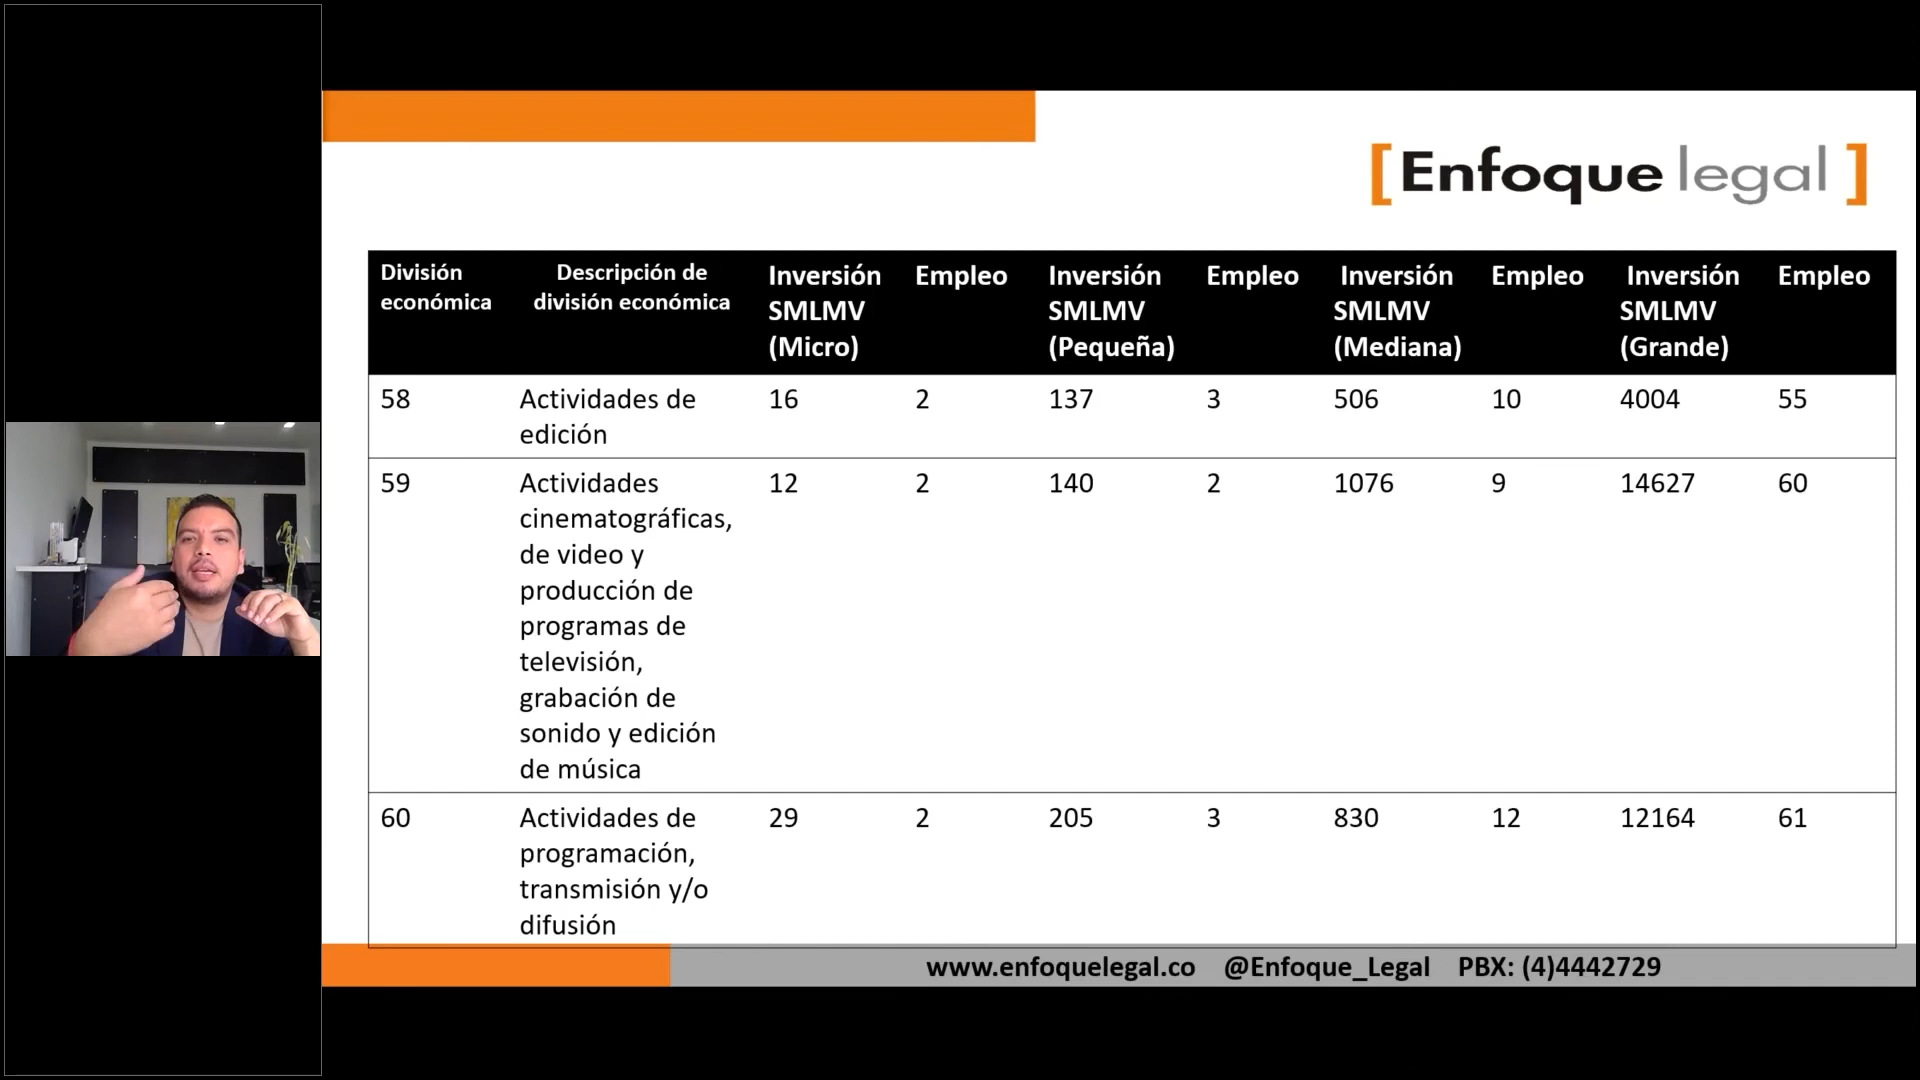 [Enfoque legal]
División económica | Descripción de división económica | Inversión SMLMV (Micro) | Empleo | Inversión SMLMV (Pequeña) | Empleo | Inversión SMLMV (Mediana) | Empleo | Inversión SMLMV (Grande) | Empleo
58 | Actividades de edición | 16 | 2 | 137 | 3 | 506 | 10 | 4004 | 55
59 | Actividades cinematográficas, de video y producción de programas de televisión, grabación de sonido y edición de música | 12 | 2 | 140 | 2 | 1076 | 9 | 14627 | 60
60 | Actividades de programación, transmisión y/o difusión | 29 | 2 | 205 | 3 | 830 | 12 | 12164 | 61
www.enfoquelegal.co @Enfoque_Legal PBX: (4)4442729